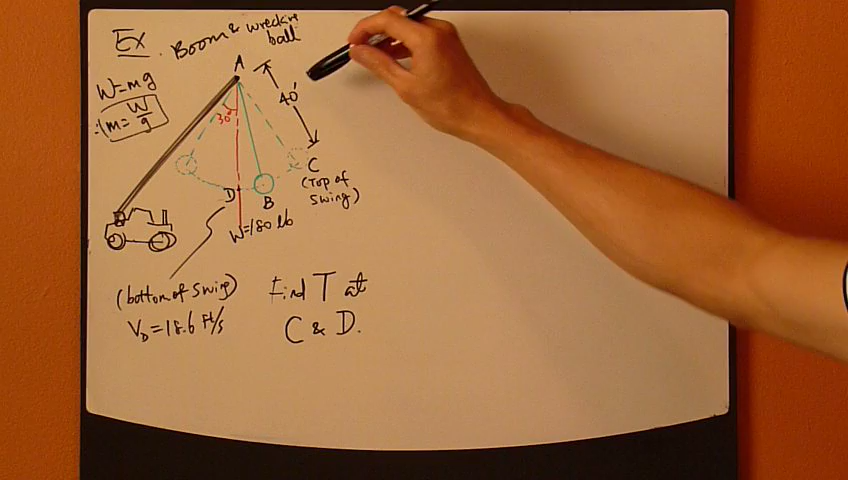 Ex. Boom & wreckin
ball
W=mg
∴ m = W/g
A
40'
30°
C
(Top of
swing)
D
B
W=180 lb
(bottom of swing)
V_D = 18.6 Ft/s
Find T at
C & D.